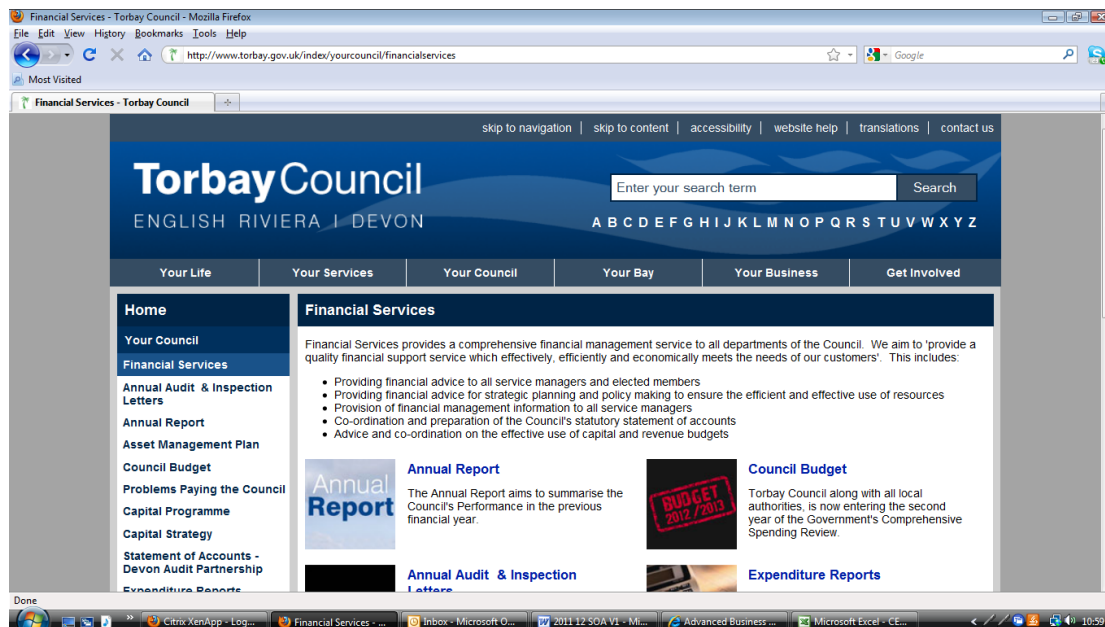 Financial Services - Torbay Council - Mozilla Firefox
File Edit View History Bookmarks Tools Help
http://www.torbay.gov.uk/index/yourcouncil/financialservices
Google
Most Visited
Financial Services - Torbay Council
skip to navigation | skip to content | accessibility | website help | translations | contact us
Torbay Council
ENGLISH RIVIERA | DEVON
Enter your search term
Search
A B C D E F G H I J K L M N O P Q R S T U V W X Y Z
Your Life
Your Services
Your Council
Your Bay
Your Business
Get Involved
Home
Your Council
Financial Services
Annual Audit & Inspection
Letters
Annual Report
Asset Management Plan
Council Budget
Problems Paying the Council
Capital Programme
Capital Strategy
Statement of Accounts -
Devon Audit Partnership
Expenditure Reports
Financial Services
Financial Services provides a comprehensive financial management service to all departments of the Council. We aim to 'provide a
quality financial support service which effectively, efficiently and economically meets the needs of our customers'. This includes:
• Providing financial advice to all service managers and elected members
• Providing financial advice for strategic planning and policy making to ensure the efficient and effective use of resources
• Provision of financial management information to all service managers
• Co-ordination and preparation of the Council's statutory statement of accounts
• Advice and co-ordination on the effective use of capital and revenue budgets
Annual
Report
Annual Report
The Annual Report aims to summarise the
Council's Performance in the previous
financial year.
BUDGET
2012/2013
Council Budget
Torbay Council along with all local
authorities, is now entering the second
year of the Government's Comprehensive
Spending Review.
Annual Audit & Inspection
Letters
Expenditure Reports
Done
Citrix XenApp - Log...
Financial Services - ...
Inbox - Microsoft O...
2011 12 SOA V1 - Mi...
Advanced Business ...
Microsoft Excel - CE...
10:59